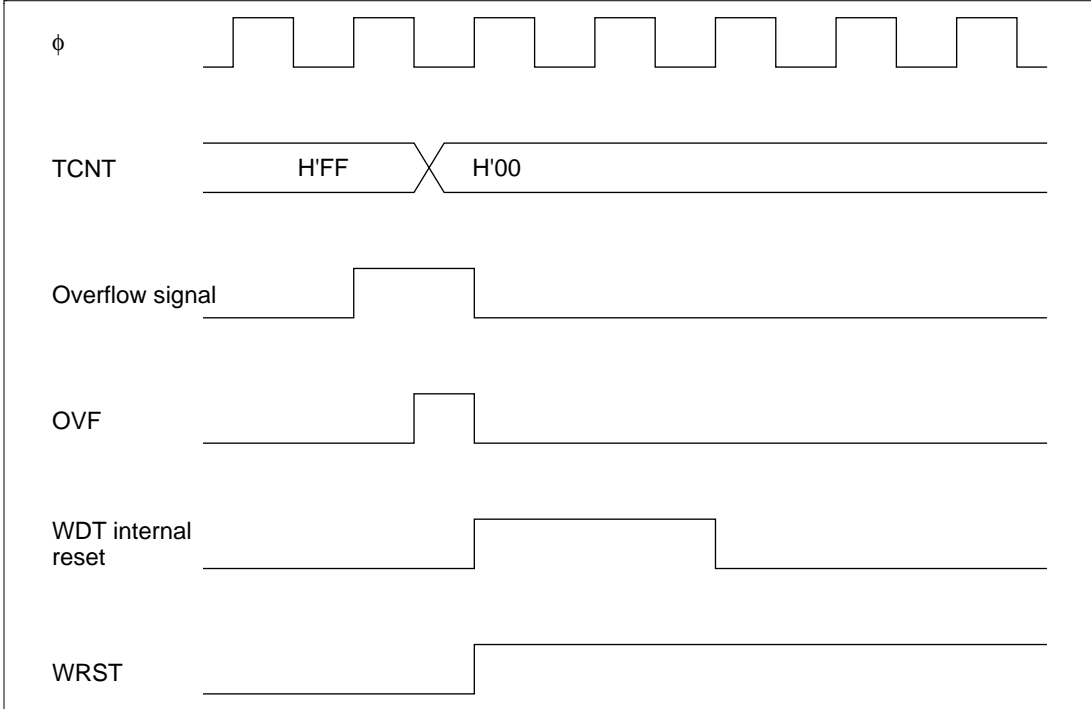 ϕ
TCNT
H'FF
H'00
Overflow signal
OVF
WDT internal
reset
WRST